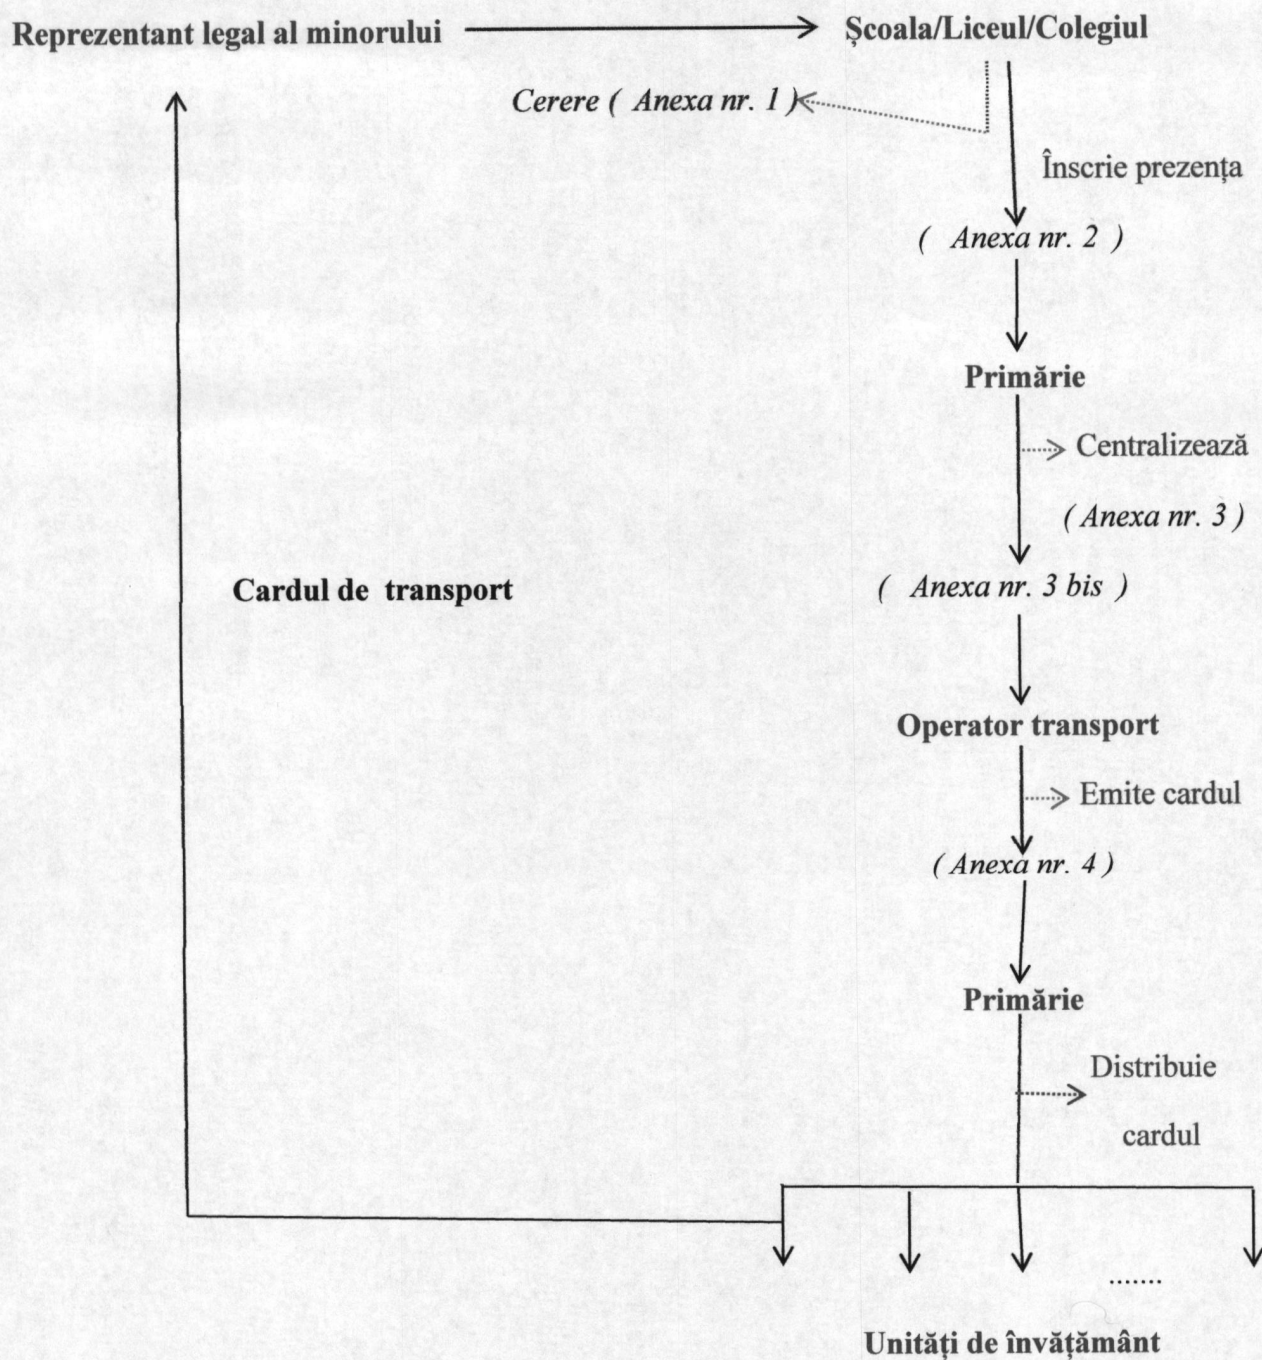 Reprezentant legal al minorului
Școala/Liceul/Colegiul
Cerere ( Anexa nr. 1 )
Înscrie prezența
( Anexa nr. 2 )
Primărie
Centralizează
( Anexa nr. 3 )
Cardul de transport
( Anexa nr. 3 bis )
Operator transport
Emite cardul
( Anexa nr. 4 )
Primărie
Distribuie
cardul
.......
Unități de învățământ